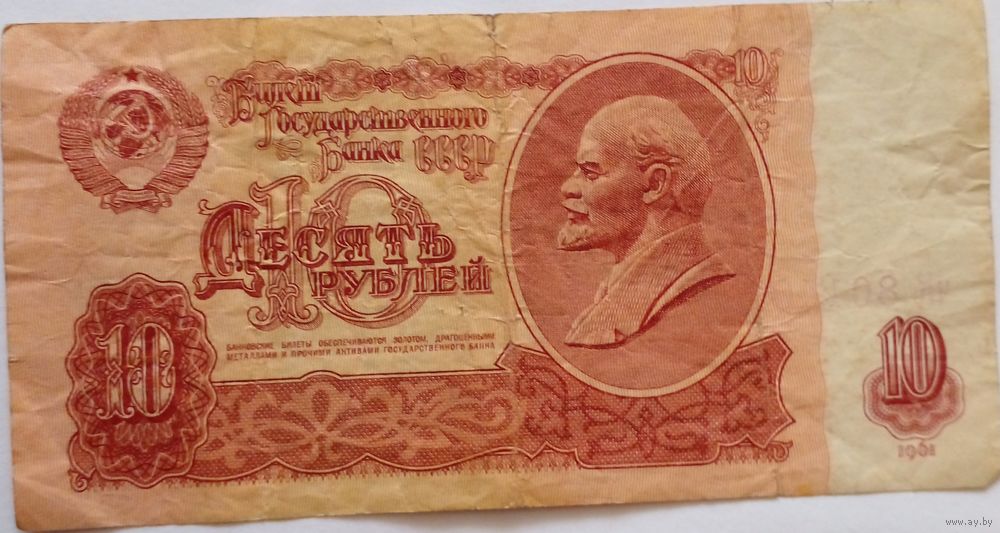 10
Билет
Государственного
Банка СССР
10
Десять
рублей
БАНКОВСКИЕ БИЛЕТЫ ОБЕСПЕЧИВАЮТСЯ ЗОЛОТОМ, ДРАГОЦЕННЫМИ
МЕТАЛЛАМИ И ПРОЧИМИ АКТИВАМИ ГОСУДАРСТВЕННОГО БАНКА
10
10
1961
www.ay.by